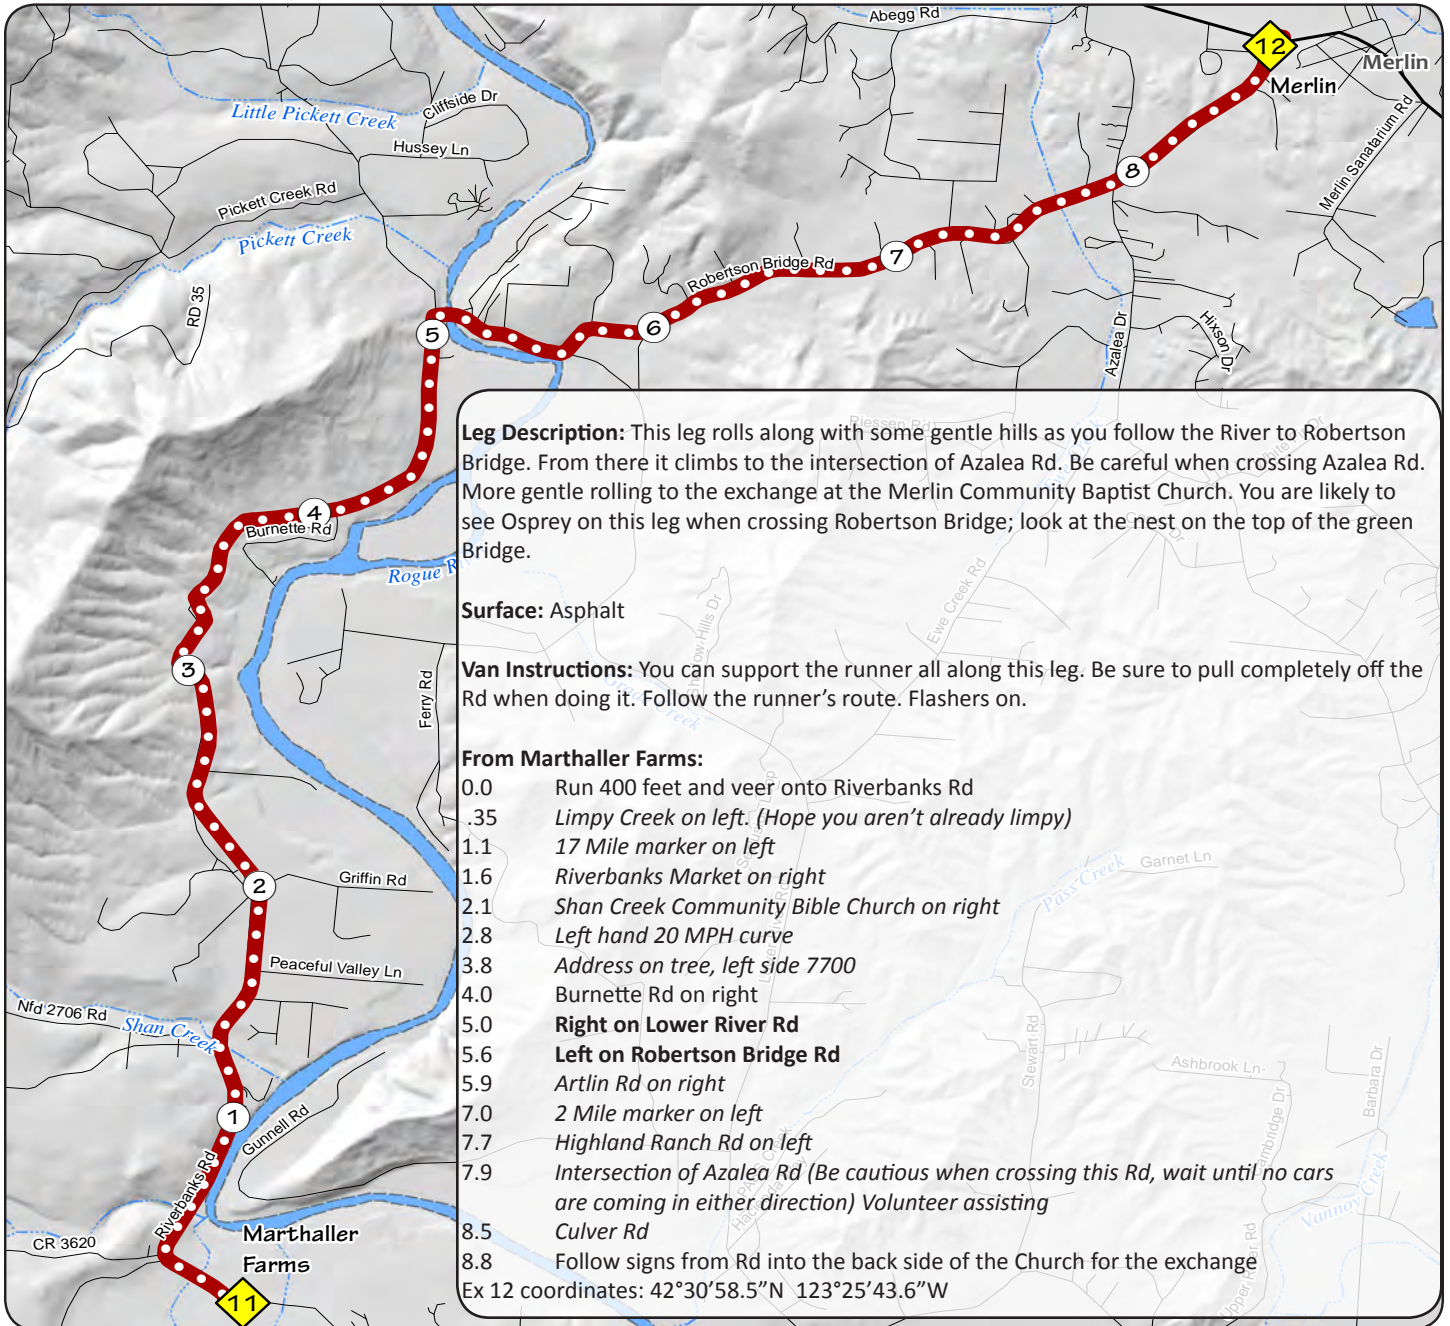 Abegg Rd
12
Merlin
Merlin
Little Pickett Creek
Cliffside Dr
Hussey Ln
Merlin Sanatarium Rd
8
Pickett Creek Rd
Pickett Creek
7
Robertson Bridge Rd
RD 35
5
6
Azalea Dr
Hixson Dr
Leg Description: This leg rolls along with some gentle hills as you follow the River to Robertson
Bridge. From there it climbs to the intersection of Azalea Rd. Be careful when crossing Azalea Rd.
More gentle rolling to the exchange at the Merlin Community Baptist Church. You are likely to
see Osprey on this leg when crossing Robertson Bridge; look at the nest on the top of the green
Bridge.
Surface: Asphalt
Van Instructions: You can support the runner all along this leg. Be sure to pull completely off the
Rd when doing it. Follow the runner’s route. Flashers on.
From Marthaller Farms:
0.0 Run 400 feet and veer onto Riverbanks Rd
.35 Limpy Creek on left. (Hope you aren’t already limpy)
1.1 17 Mile marker on left
1.6 Riverbanks Market on right
2.1 Shan Creek Community Bible Church on right
2.8 Left hand 20 MPH curve
3.8 Address on tree, left side 7700
4.0 Burnette Rd on right
5.0 Right on Lower River Rd
5.6 Left on Robertson Bridge Rd
5.9 Artlin Rd on right
7.0 2 Mile marker on left
7.7 Highland Ranch Rd on left
7.9 Intersection of Azalea Rd (Be cautious when crossing this Rd, wait until no cars
are coming in either direction) Volunteer assisting
8.5 Culver Rd
8.8 Follow signs from Rd into the back side of the Church for the exchange
Ex 12 coordinates: 42°30’58.5”N 123°25’43.6”W
4
Burnette Rd
Rogue
3
Ferry Rd
2
Griffin Rd
Peaceful Valley Ln
Nfd 2706 Rd
Shan Creek
1
Gunnell Rd
Riverbanks Rd
CR 3620
Marthaller
Farms
11
Riessen Rd
Ewe Creek Rd
Pass Creek
Garnet Ln
Stewart Rd
Ashbrook Ln
Barbara Dr
Vannoy Creek
Upper River Rd